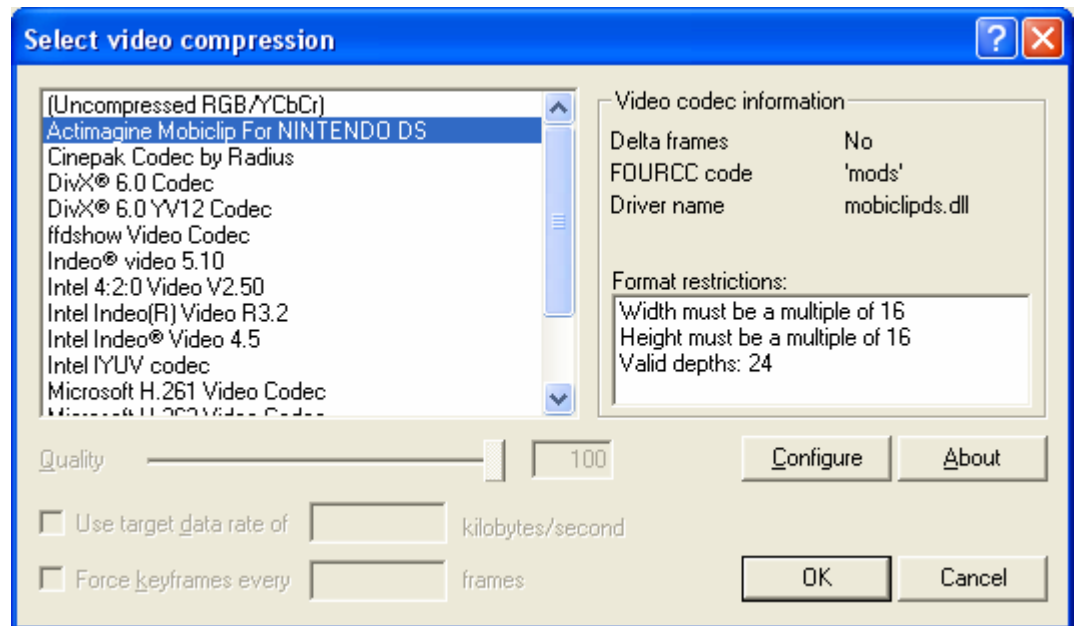 Select video compression
(Uncompressed RGB/YCbCr)
Actimagine Mobiclip For NINTENDO DS
Cinepak Codec by Radius
DivX® 6.0 Codec
DivX® 6.0 YV12 Codec
ffdshow Video Codec
Indeo® video 5.10
Intel 4:2:0 Video V2.50
Intel Indeo(R) Video R3.2
Intel Indeo® Video 4.5
Intel IYUV codec
Microsoft H.261 Video Codec
Video codec information
Delta frames No
FOURCC code 'mods'
Driver name mobiclipds.dll
Format restrictions:
Width must be a multiple of 16
Height must be a multiple of 16
Valid depths: 24
Quality 100
Configure About
Use target data rate of kilobytes/second
Force keyframes every frames
OK Cancel